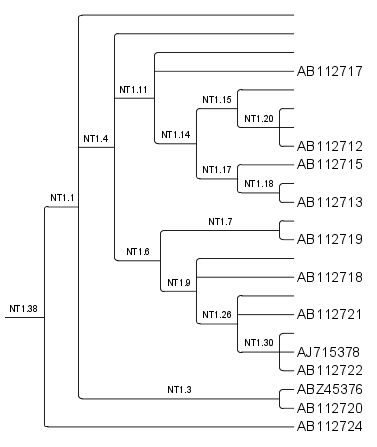 AB112717
NT1.11
NT1.15
NT1.20
NT1.14
NT1.4
AB112712
AB112715
NT1.17
NT1.18
NT1.1
AB112713
NT1.7
AB112719
NT1.6
AB112718
NT1.9
NT1.38
AB112721
NT1.26
NT1.30
AJ715378
AB112722
NT1.3
ABZ45376
AB112720
AB112724